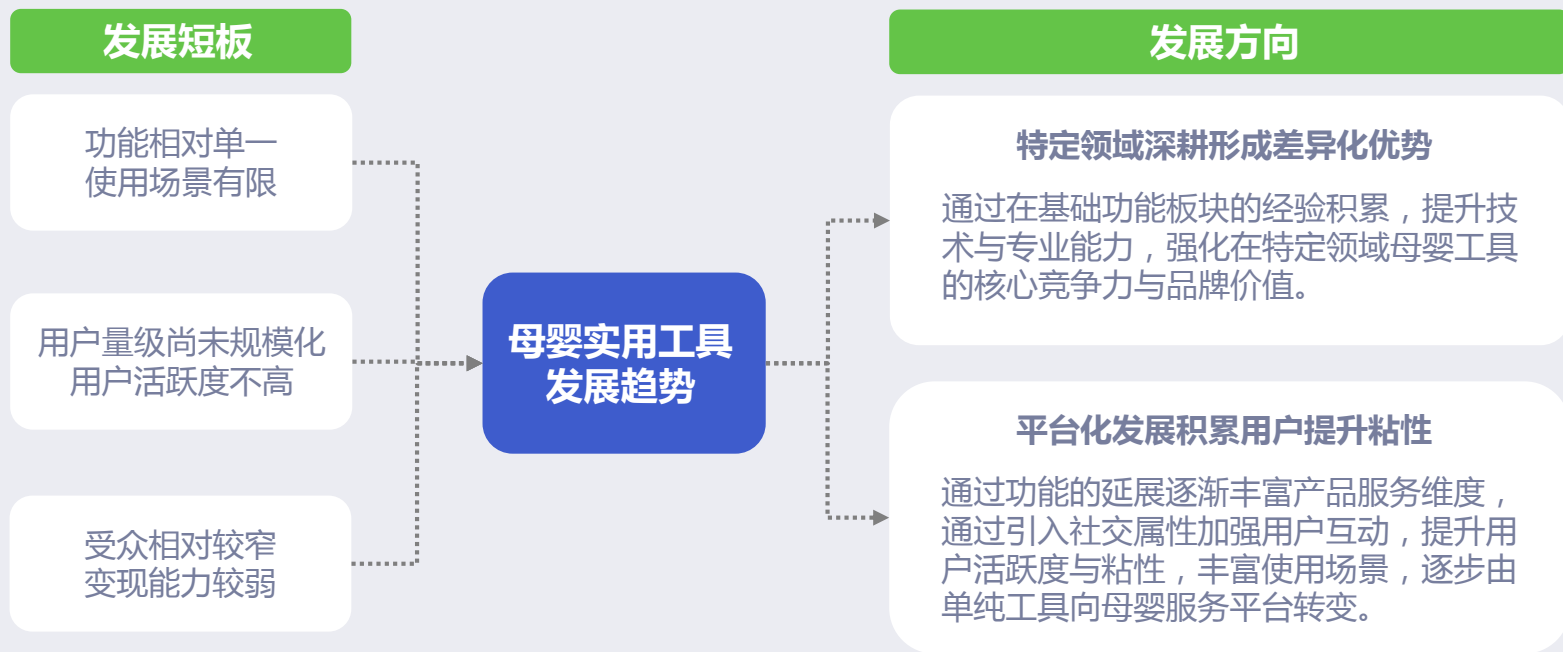 发展短板
功能相对单一
使用场景有限
用户量级尚未规模化
用户活跃度不高
受众相对较窄
变现能力较弱
母婴实用工具
发展趋势
发展方向
特定领域深耕形成差异化优势
通过在基础功能板块的经验积累，提升技
术与专业能力，强化在特定领域母婴工具
的核心竞争力与品牌价值。
平台化发展积累用户提升粘性
通过功能的延展逐渐丰富产品服务维度，
通过引入社交属性加强用户互动，提升用
户活跃度与粘性，丰富使用场景，逐步由
单纯工具向母婴服务平台转变。